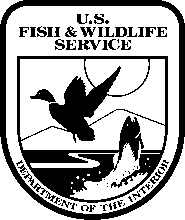 U.S.
FISH & WILDLIFE
SERVICE
DEPARTMENT OF THE INTERIOR